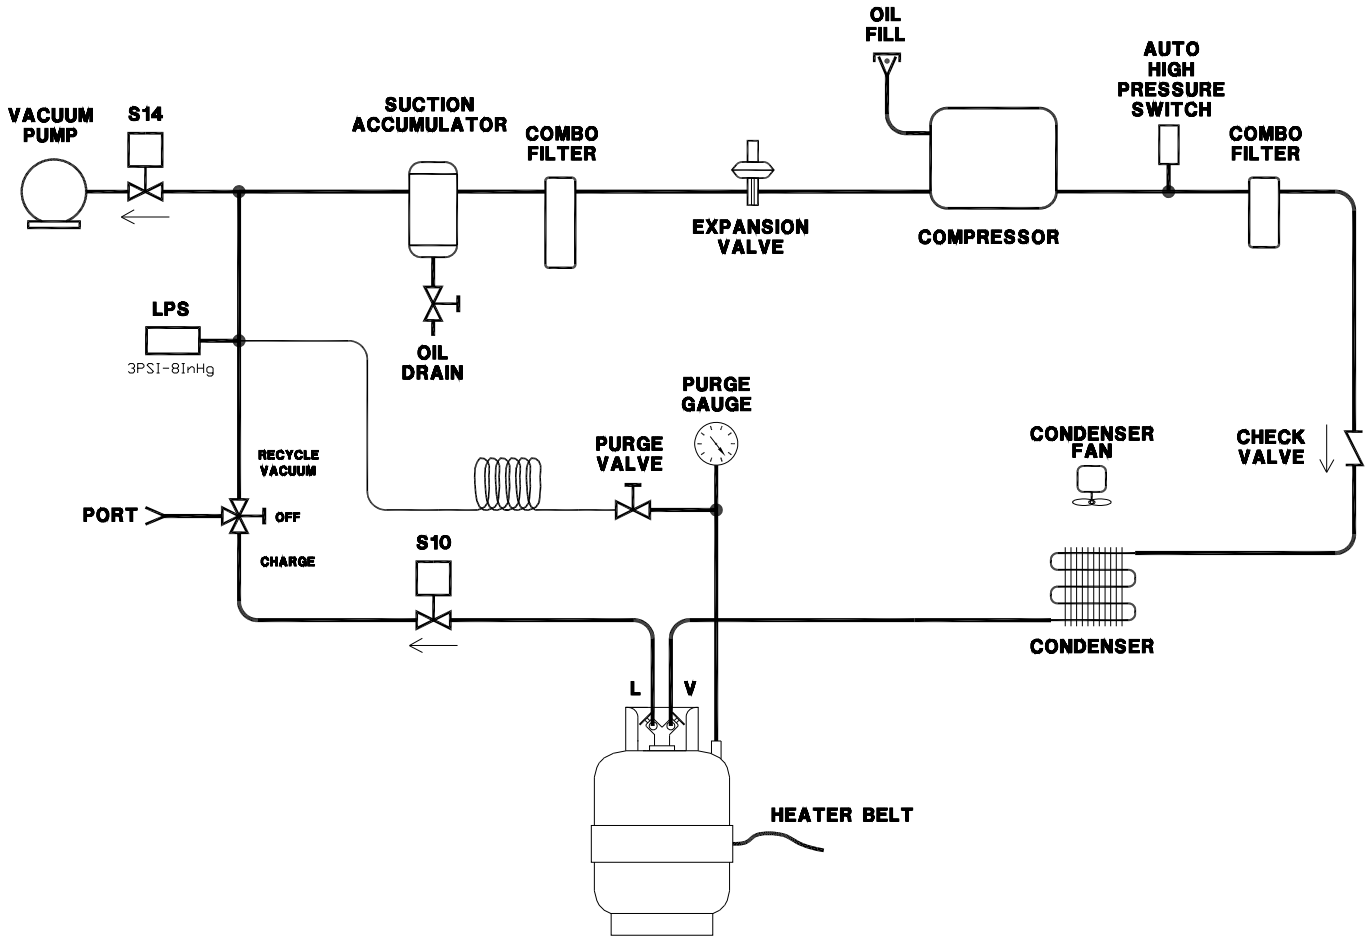 OIL
FILL
AUTO
HIGH
PRESSURE
SWITCH
VACUUM
PUMP
S14
SUCTION
ACCUMULATOR
COMBO
FILTER
COMBO
FILTER
EXPANSION
VALVE
COMPRESSOR
LPS
3PSI-8InHg
OIL
DRAIN
PURGE
GAUGE
PURGE
VALVE
CONDENSER
FAN
CHECK
VALVE
RECYCLE
VACUUM
PORT
OFF
CHARGE
S10
CONDENSER
L
V
HEATER BELT